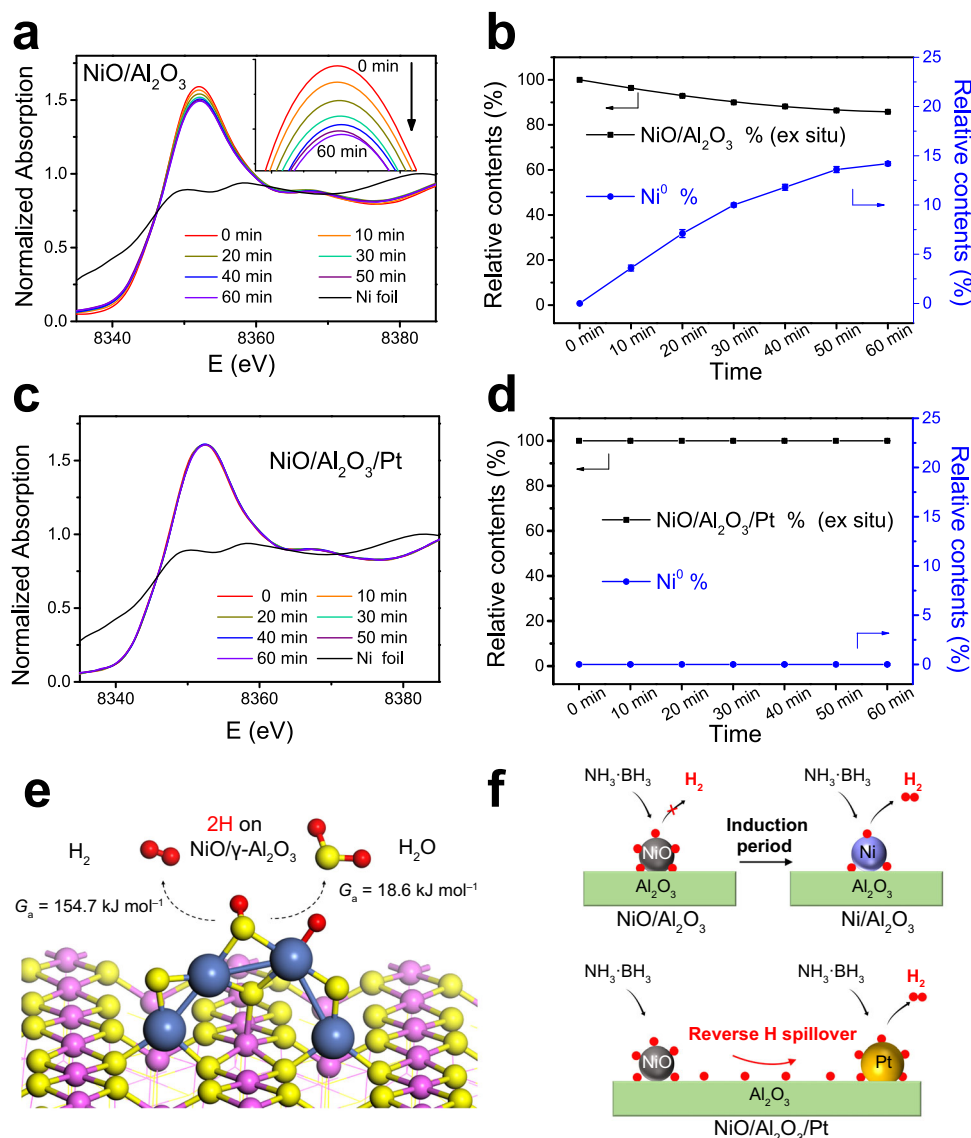 a
NiO/Al₂O₃
0 min
60 min
1.5
1.0
0.5
0.0
Normalized Absorption
0 min
10 min
20 min
30 min
40 min
50 min
60 min
Ni foil
8340
8360
8380
E (eV)
b
100
80
60
40
20
0
Relative contents (%)
25
20
15
10
5
0
Relative contents (%)
NiO/Al₂O₃ % (ex situ)
Ni⁰ %
0 min
10 min
20 min
30 min
40 min
50 min
60 min
Time
c
NiO/Al₂O₃/Pt
1.5
1.0
0.5
0.0
Normalized Absorption
0 min
10 min
20 min
30 min
40 min
50 min
60 min
Ni foil
8340
8360
8380
E (eV)
d
100
80
60
40
20
0
Relative contents (%)
25
20
15
10
5
0
Relative contents (%)
NiO/Al₂O₃/Pt % (ex situ)
Ni⁰ %
0 min
10 min
20 min
30 min
40 min
50 min
60 min
Time
e
2H on
NiO/γ-Al₂O₃
H₂
H₂O
Gₐ = 154.7 kJ mol⁻¹
Gₐ = 18.6 kJ mol⁻¹
f
NH₃·BH₃
H₂
NiO
Al₂O₃
NiO/Al₂O₃
Induction
period
NH₃·BH₃
H₂
Ni
Al₂O₃
Ni/Al₂O₃
NH₃·BH₃
NH₃·BH₃
H₂
Reverse H spillover
NiO
Pt
Al₂O₃
NiO/Al₂O₃/Pt